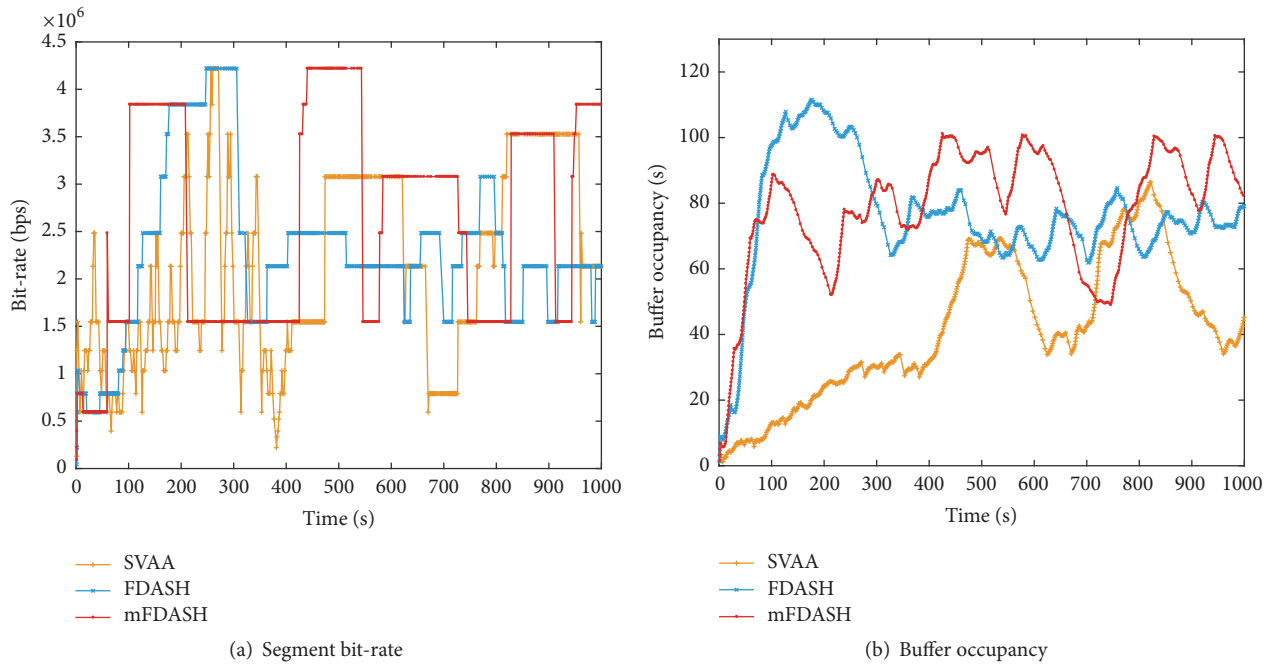 ×10⁶
4.5
4
3.5
3
2.5
2
1.5
1
0.5
0
Bit-rate (bps)
0 100 200 300 400 500 600 700 800 900 1000
Time (s)
SVAA
FDASH
mFDASH
(a) Segment bit-rate
120
100
80
60
40
20
0
Buffer occupancy (s)
0 100 200 300 400 500 600 700 800 900 1000
Time (s)
SVAA
FDASH
mFDASH
(b) Buffer occupancy